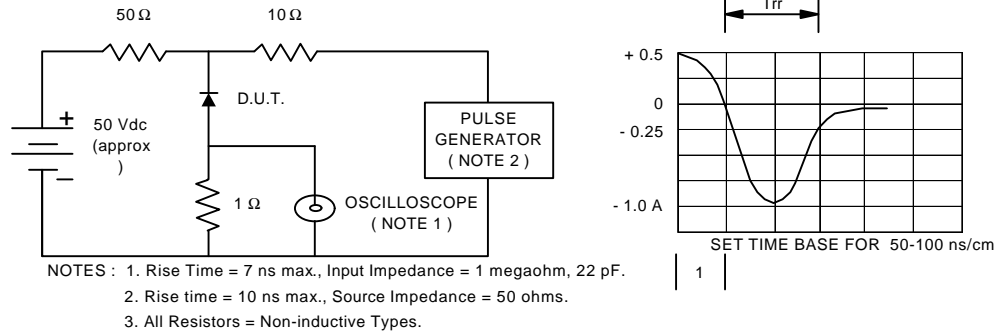 50 Ω
10 Ω
D.U.T.
+
50 Vdc
(approx
)
−
1 Ω
PULSE
GENERATOR
( NOTE 2 )
OSCILLOSCOPE
( NOTE 1 )
Trr
+ 0.5
0
- 0.25
- 1.0 A
SET TIME BASE FOR 50-100 ns/cm
1
NOTES : 1. Rise Time = 7 ns max., Input Impedance = 1 megaohm, 22 pF.
2. Rise time = 10 ns max., Source Impedance = 50 ohms.
3. All Resistors = Non-inductive Types.